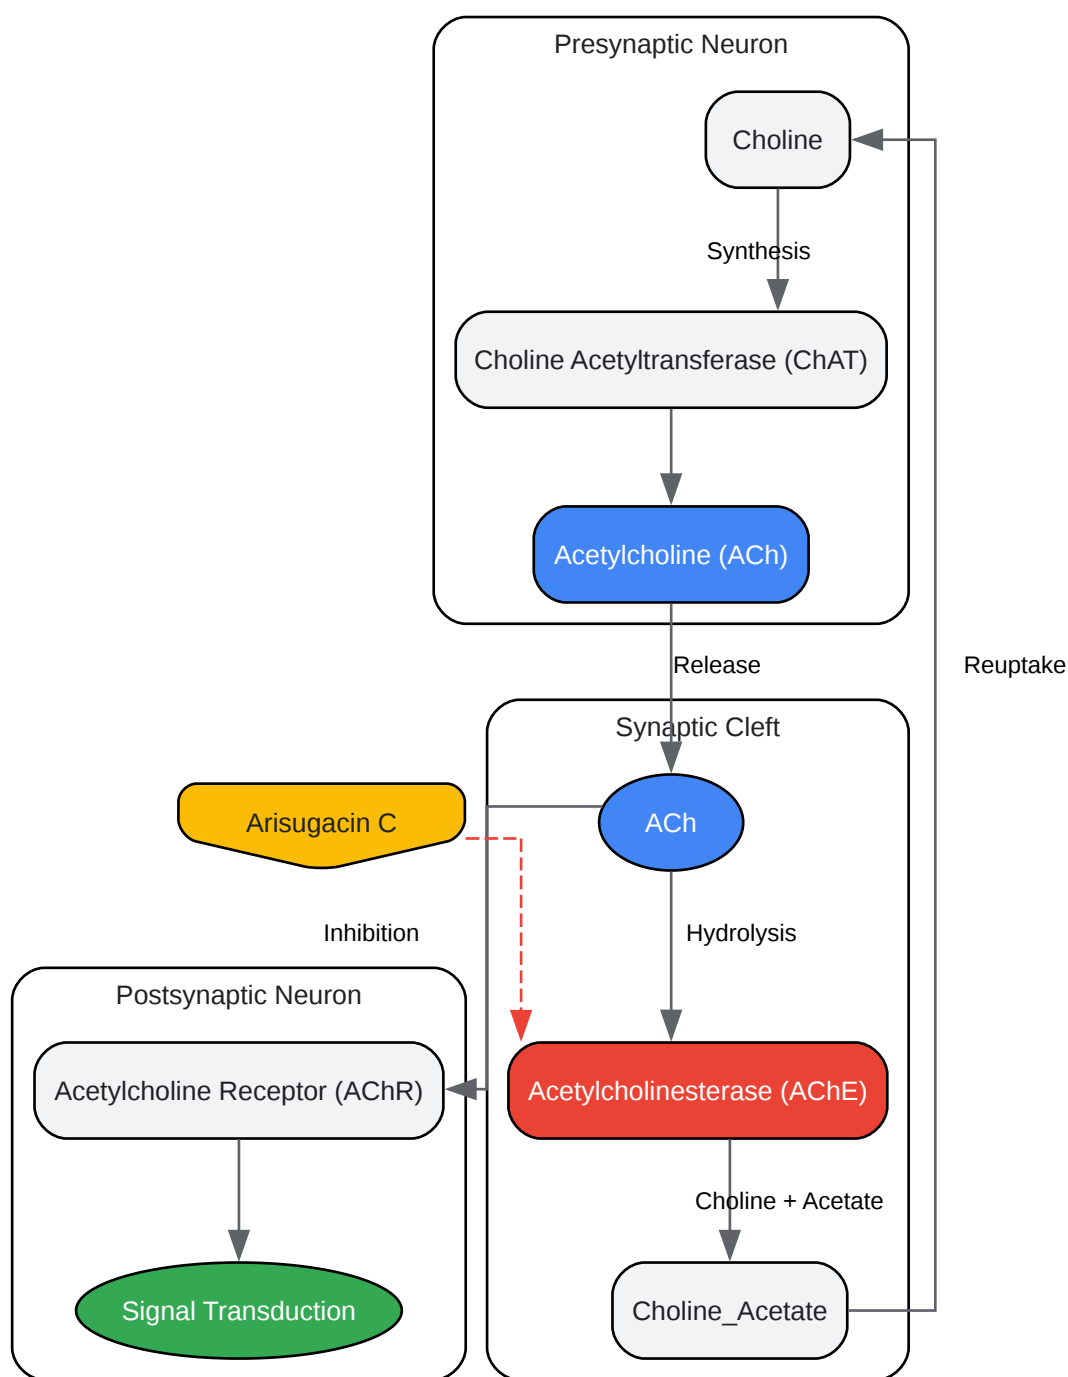 Presynaptic Neuron
Choline
Synthesis
Choline Acetyltransferase (ChAT)
Acetylcholine (ACh)
Release
Reuptake
Synaptic Cleft
Arisugacin C
ACh
Inhibition
Hydrolysis
Postsynaptic Neuron
Acetylcholine Receptor (AChR)
Acetylcholinesterase (AChE)
Choline + Acetate
Signal Transduction
Choline_Acetate